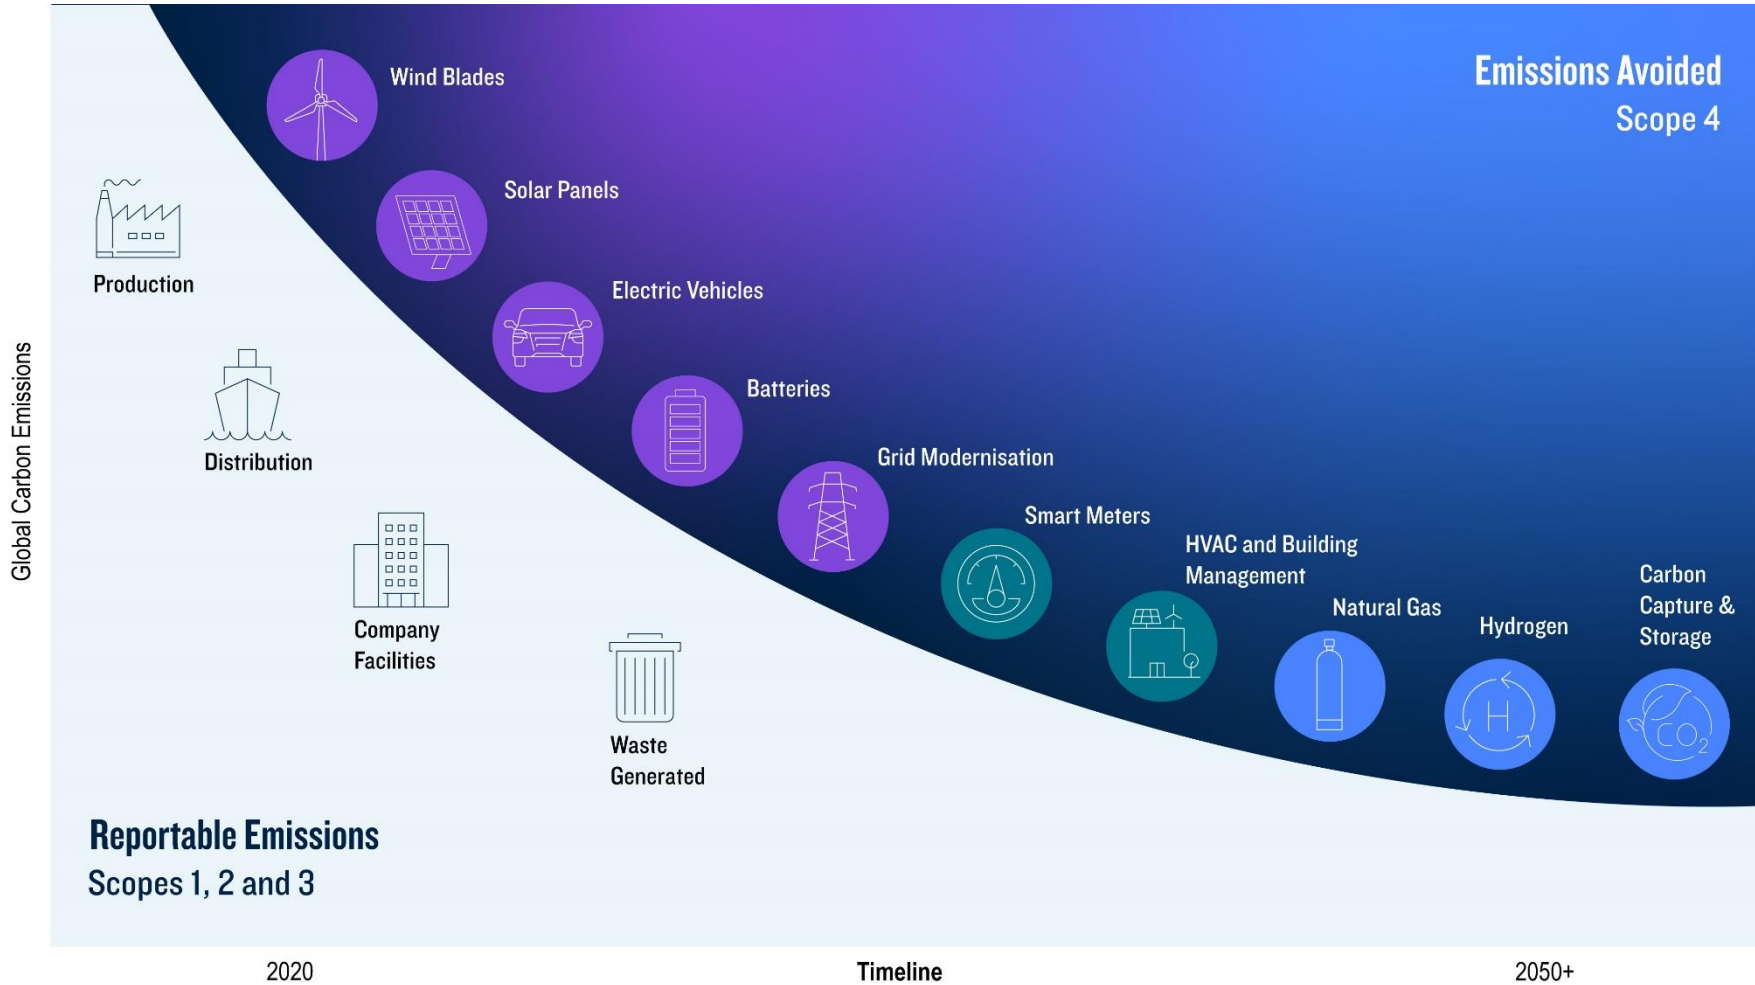 Emissions Avoided
Scope 4
Wind Blades
Solar Panels
Electric Vehicles
Batteries
Grid Modernisation
Smart Meters
HVAC and Building
Management
Natural Gas
Hydrogen
H
Carbon
Capture &
Storage
CO2
Production
Distribution
Company
Facilities
Waste
Generated
Reportable Emissions
Scopes 1, 2 and 3
Global Carbon Emissions
2020
Timeline
2050+